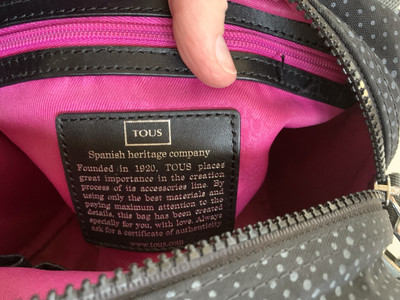 TOUS
Spanish heritage company
Founded in 1920, TOUS places
great importance in the creation
process of its accessories line. By
using only the best materials and
paying maximum attention to the
details, this bag has been created
specially for you, with love. Always
ask for a certificate of authenticity
www.tous.com